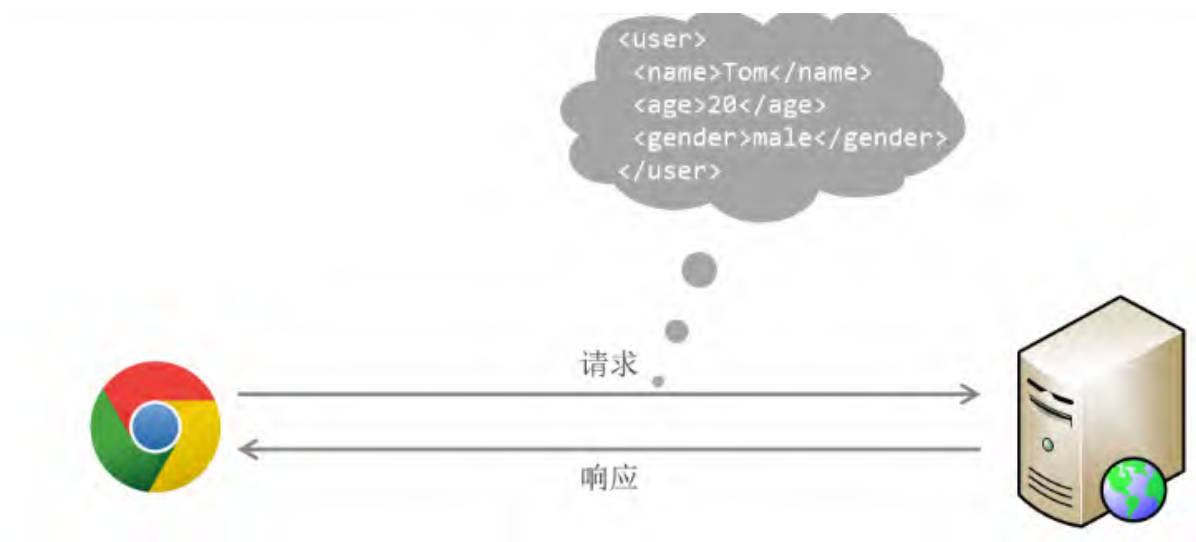 <user>
<name>Tom</name>
<age>20</age>
<gender>male</gender>
</user>
请求
响应